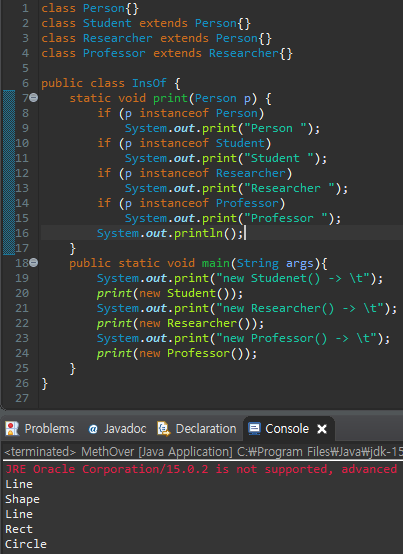 1 class Person{}
2 class Student extends Person{}
3 class Researcher extends Person{}
4 class Professor extends Researcher{}
5
6 public class InsOf {
7     static void print(Person p) {
8         if (p instanceof Person)
9             System.out.print("Person ");
10         if (p instanceof Student)
11             System.out.print("Student ");
12         if (p instanceof Researcher)
13             System.out.print("Researcher ");
14         if (p instanceof Professor)
15             System.out.print("Professor ");
16         System.out.println();
17     }
18     public static void main(String args){
19         System.out.print("new Studenet() -> \t");
20         print(new Student());
21         System.out.print("new Researcher() -> \t");
22         print(new Researcher());
23         System.out.print("new Professor() -> \t");
24         print(new Professor());
25     }
26 }
27
Problems Javadoc Declaration Console
<terminated> MethOver [Java Application] C:₩Program Files₩Java₩jdk-15
JRE Oracle Corporation/15.0.2 is not supported, advanced
Line
Shape
Line
Rect
Circle